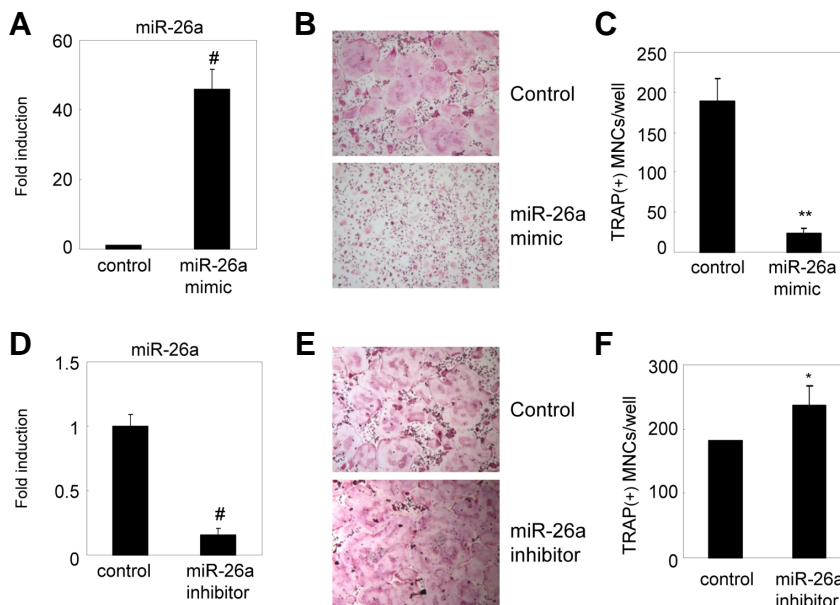 A
miR-26a
Fold induction
60
40
20
0
#
control
miR-26a
mimic
B
Control
miR-26a
mimic
C
TRAP(+) MNCs/well
250
200
150
100
50
0
**
control
miR-26a
mimic
D
miR-26a
Fold induction
1.5
1
0.5
0
#
control
miR-26a
inhibitor
E
Control
miR-26a
inhibitor
F
TRAP(+) MNCs/well
300
200
100
0
*
control
miR-26a
inhibitor